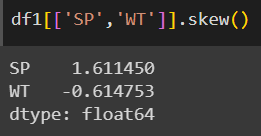 df1[['SP','WT']].skew()
SP    1.611450
WT   -0.614753
dtype: float64